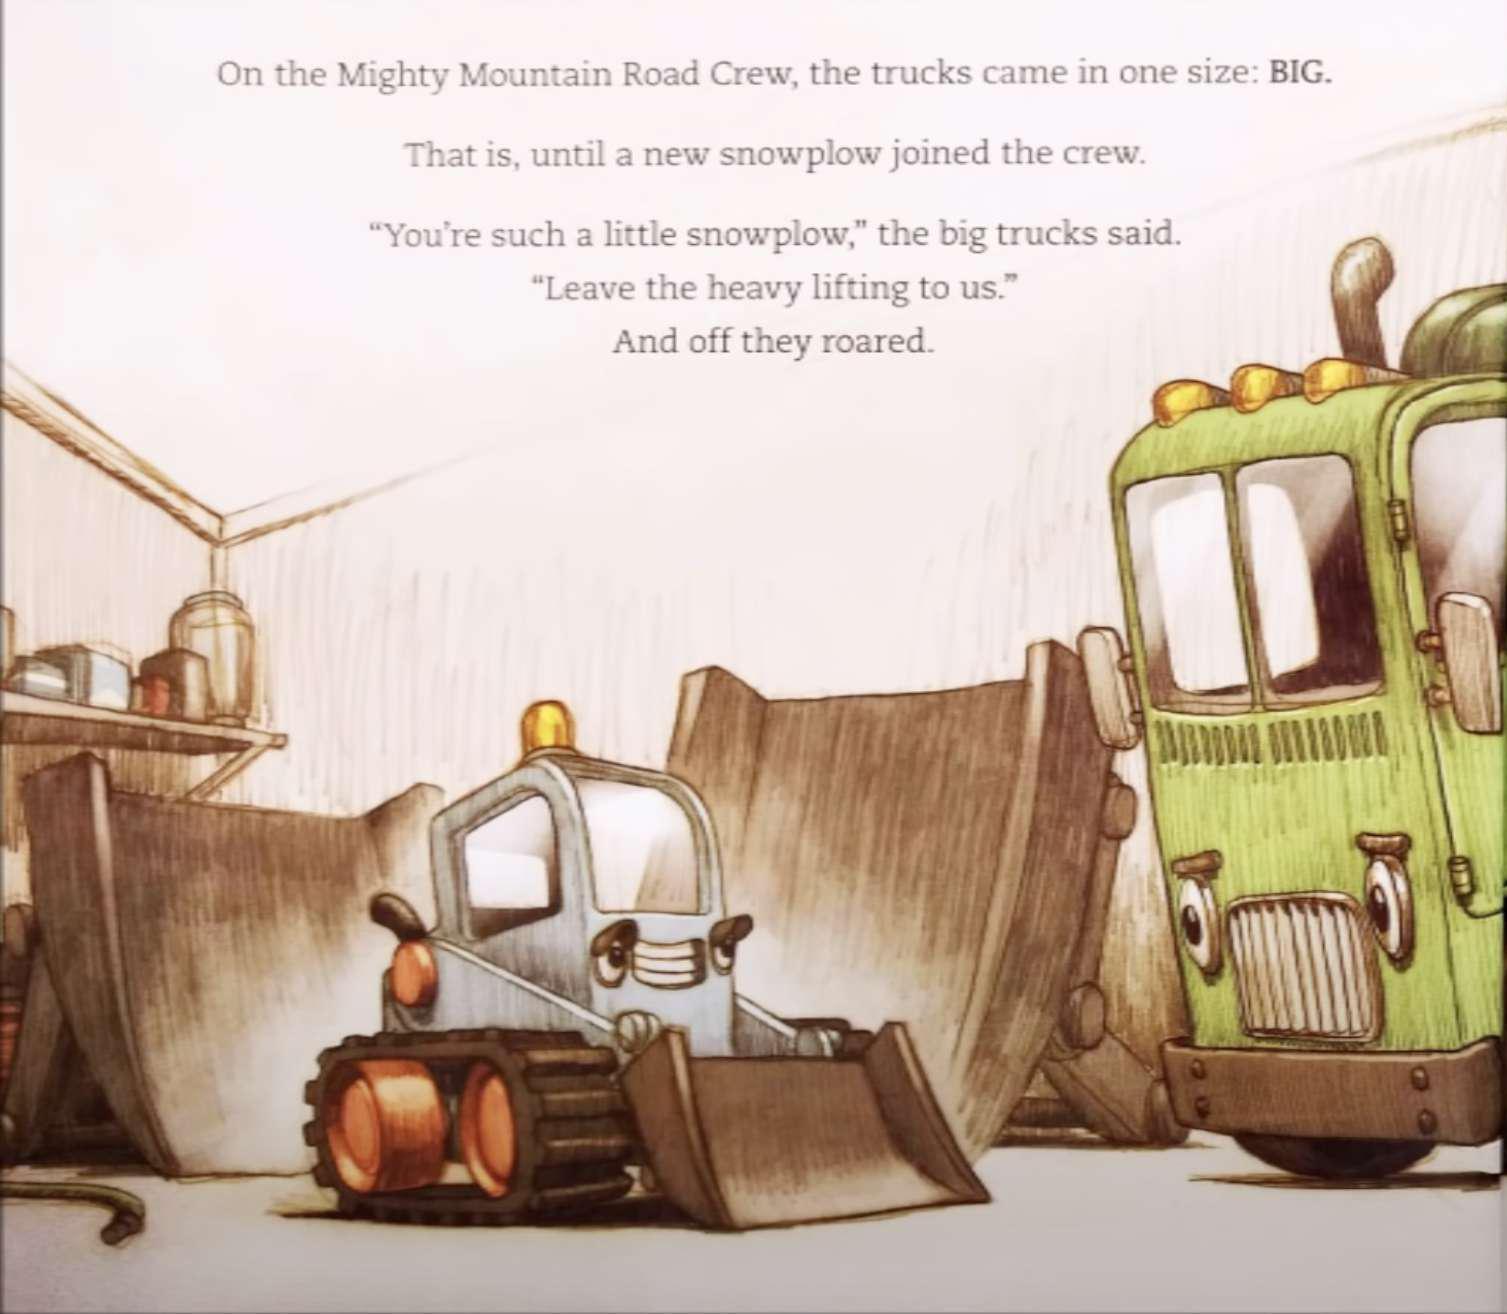 On the Mighty Mountain Road Crew, the trucks came in one size: BIG.
That is, until a new snowplow joined the crew.
“You’re such a little snowplow,” the big trucks said.
“Leave the heavy lifting to us.”
And off they roared.